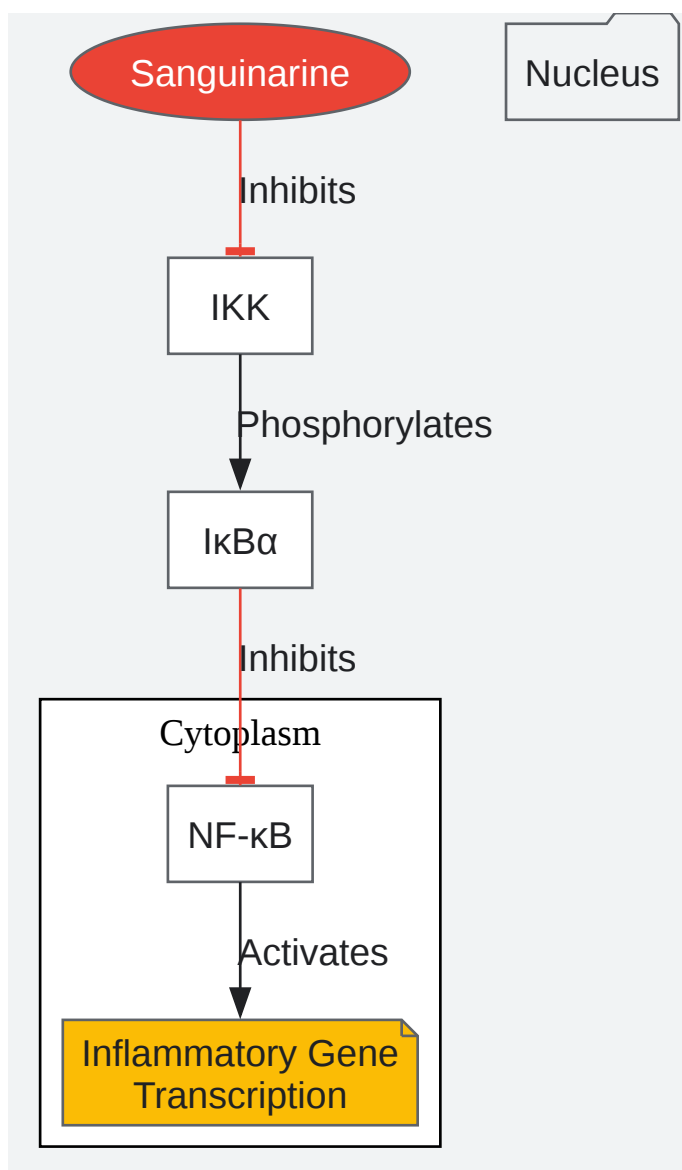 Sanguinarine
Nucleus
Inhibits
IKK
Phosphorylates
IκBα
Inhibits
Cytoplasm
NF-κB
Activates
Inflammatory Gene
Transcription